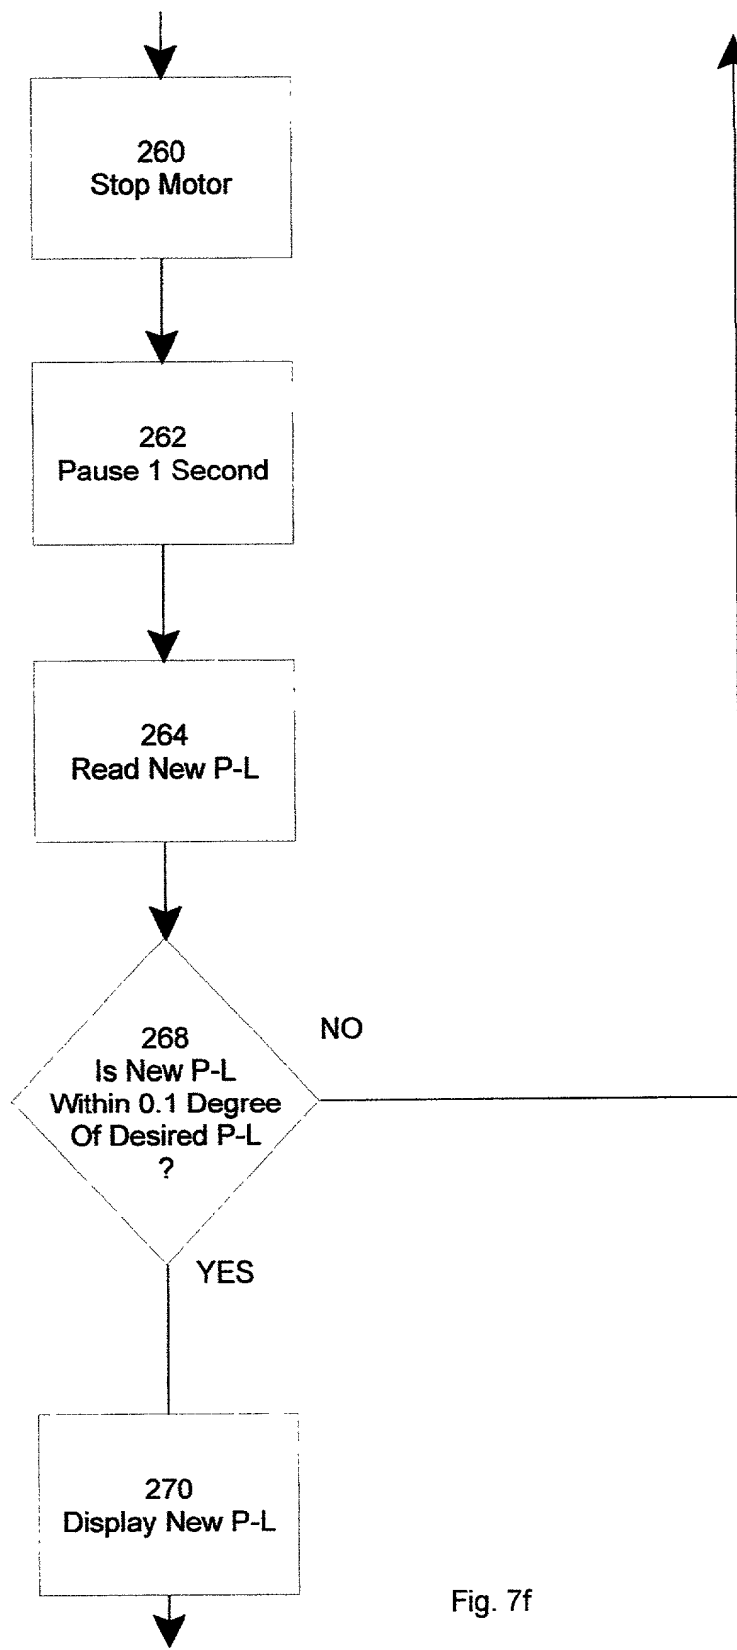 260
Stop Motor
262
Pause 1 Second
264
Read New P-L
268
Is New P-L
Within 0.1 Degree
Of Desired P-L
?
NO
YES
270
Display New P-L
Fig. 7f